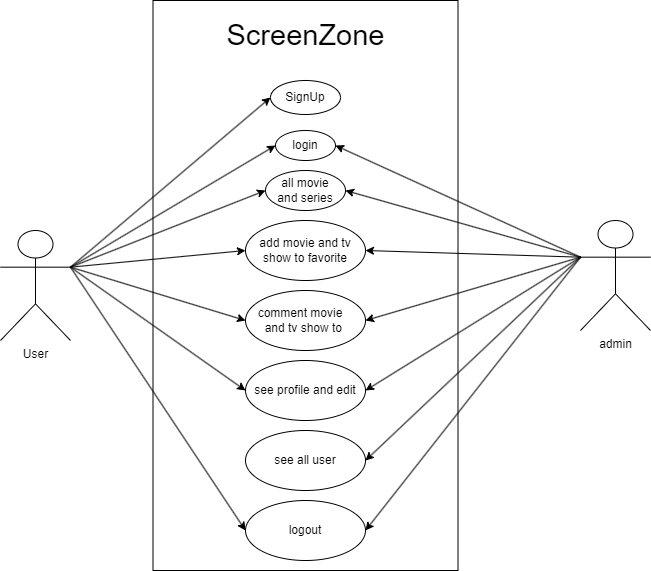 ScreenZone
SignUp
login
all movie
and series
add movie and tv
show to favorite
comment movie
and tv show to
see profile and edit
see all user
logout
User
admin